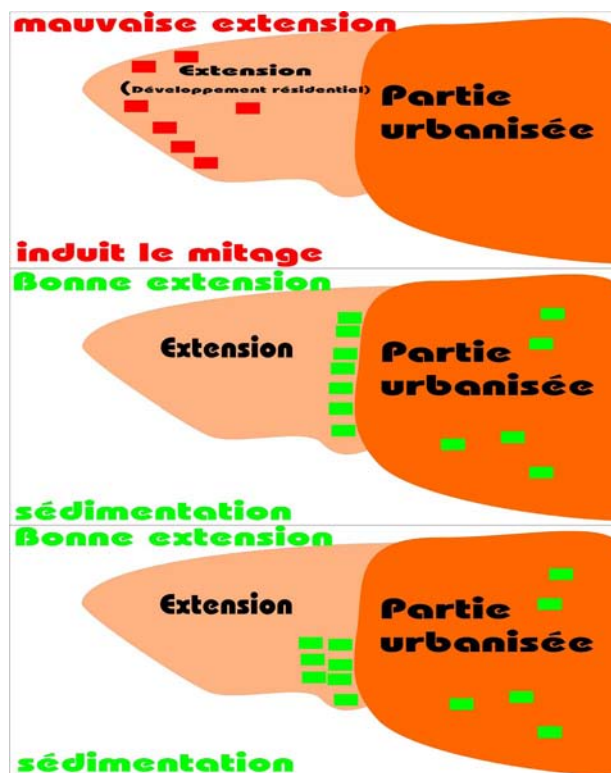 mauvaise extension
Extension
(Développement résidentiel)
Partie
urbanisée
induit le mitage
Bonne extension
Extension
Partie
urbanisée
sédimentation
Bonne extension
Extension
Partie
urbanisée
sédimentation